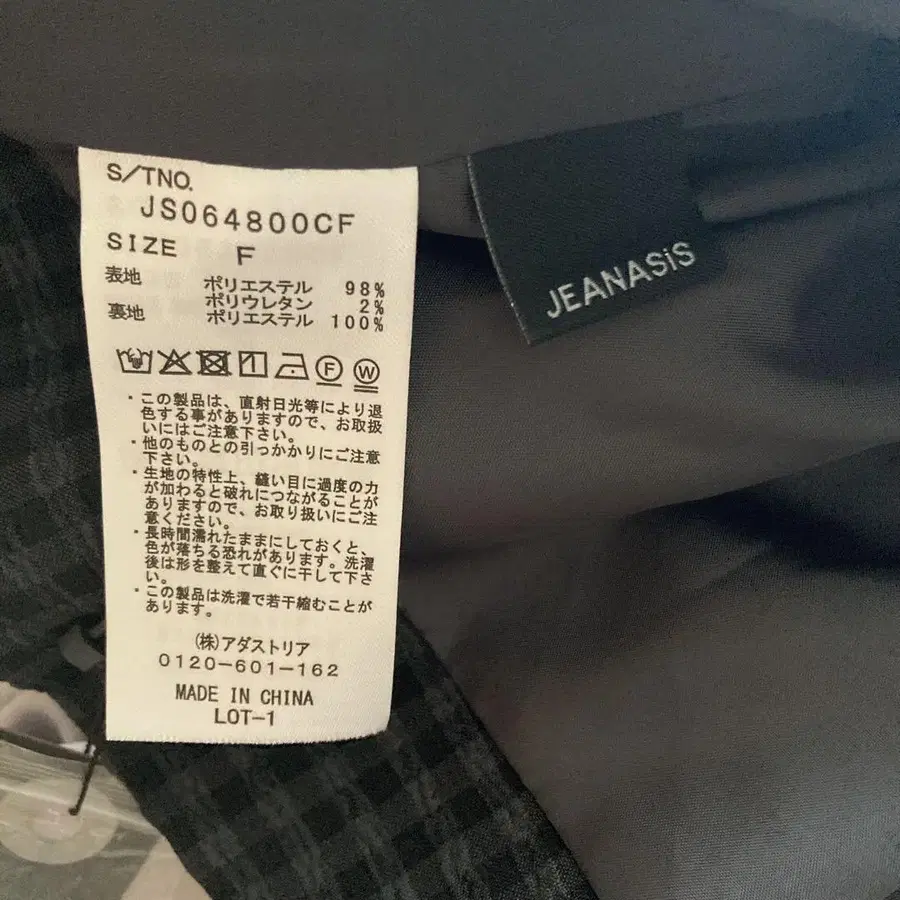 S/TNO.
JS064800CF
SIZE F
表地 ポリエステル 98%
ポリウレタン 2%
裏地 ポリエステル 100%
F W
・この製品は、直射日光等により退
色する事がありますので、お取扱
いにはご注意下さい。
・他のものとの引っかかりにご注意
下さい。
・生地の特性上、縫い目に過度の力
が加わると破れにつながることが
ありますので、お取り扱いにご注
意ください。
・長時間濡れたままにしておくと、
色が落ちる恐れがあります。洗濯
後は形を整えて直ぐに干して下さ
い。
・この製品は洗濯で若干縮むことが
あります。
(株)アダストリア
0120-601-162
MADE IN CHINA
LOT-1
JEANASiS